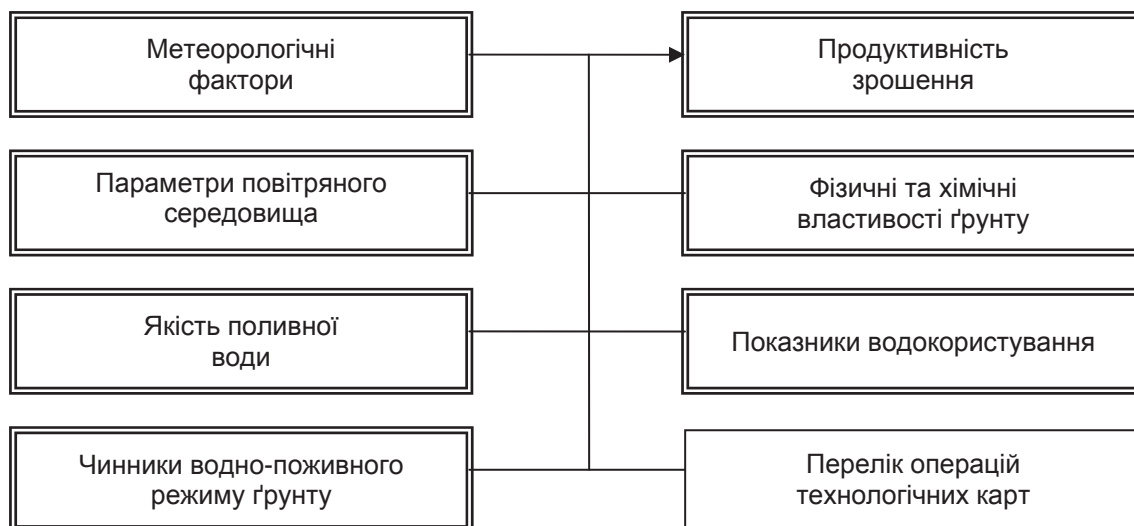 Метеорологічні
фактори
Продуктивність
зрошення
Параметри повітряного
середовища
Фізичні та хімічні
властивості ґрунту
Якість поливної
води
Показники водокористування
Чинники водно-поживного
режиму ґрунту
Перелік операцій
технологічних карт